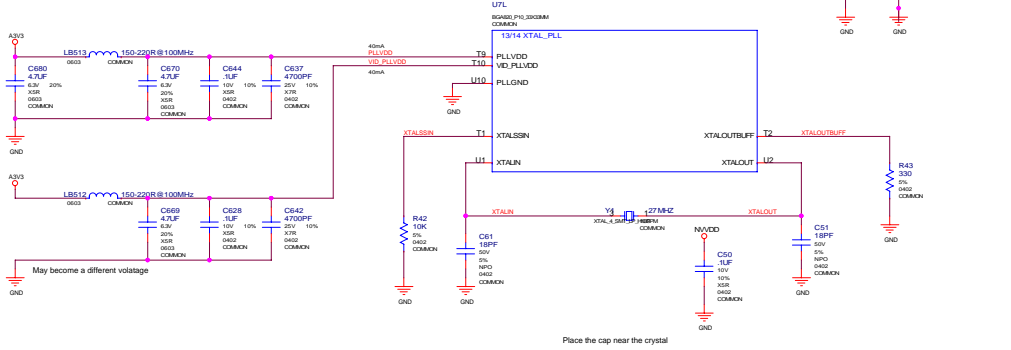 U7L
BGA820_P10_33X33MM
COMMON
13/14 XTAL_PLL
A3V3
LB513 150-220R@100MHz
0603 COMMON
40mA
PLLVDD
VID_PLLVDD
40mA
T9 PLLVDD
T10 VID_PLLVDD
U10 PLLGND
GND
GND
GND
C680
4.7UF
6.3V 20%
X5R
0603
COMMON
C670
4.7UF
6.3V
20%
X5R
0603
COMMON
C644
.1UF
10V 10%
X5R
0402
COMMON
C637
4700PF
25V 10%
X7R
0402
COMMON
GND
XTALSSIN T1 XTALSSIN
XTALOUTBUFF T2 XTALOUTBUFF
U1 XTALIN
XTALOUT U2
A3V3
LB512 150-220R@100MHz
0603 COMMON
C669
4.7UF
6.3V
20%
X5R
0603
COMMON
C628
.1UF
10V 10%
X5R
0402
COMMON
C642
4700PF
25V 10%
X7R
0402
COMMON
May become a different volatage
GND
R42
10K
5%
0402
COMMON
GND
XTALIN
C61
18PF
50V
5%
NPO
0402
COMMON
GND
27MHZ
COMMON
XTALOUT
NVVDD
C50
.1UF
10V
10%
X5R
0402
COMMON
GND
C51
18PF
50V
5%
NPO
0402
COMMON
GND
R43
330
5%
0402
COMMON
GND
Place the cap near the crystal